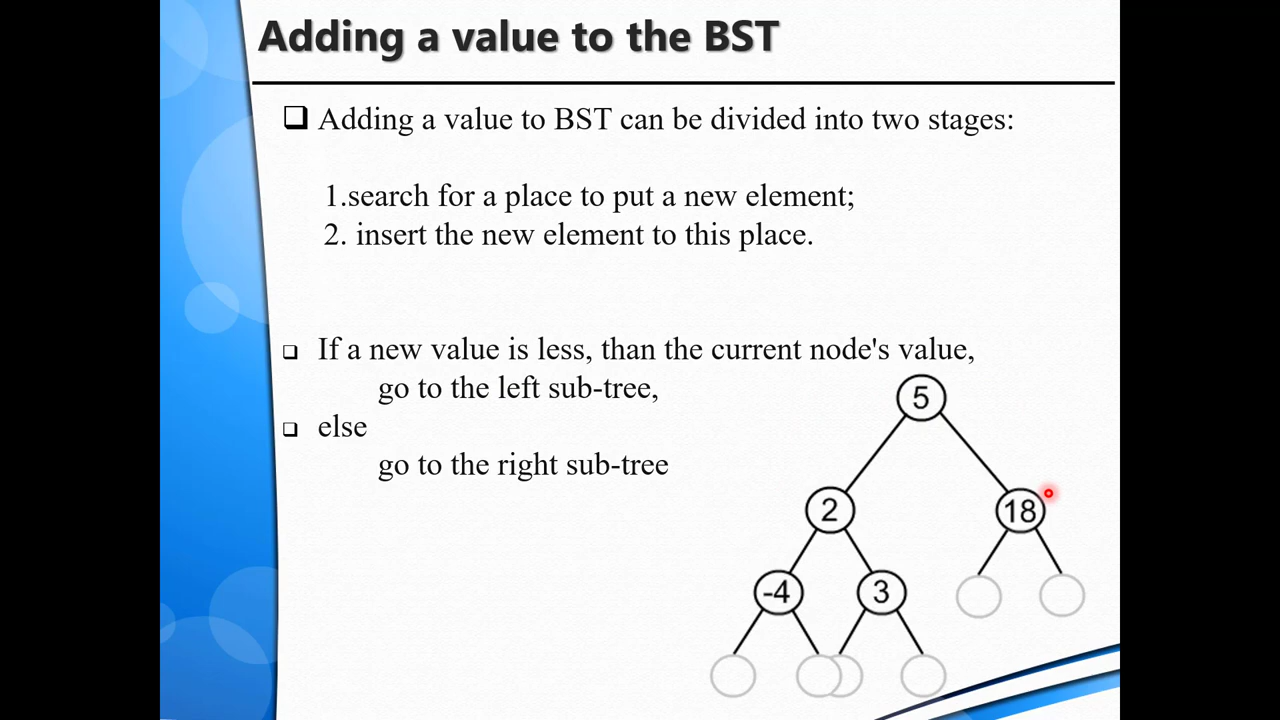 Adding a value to the BST
Adding a value to BST can be divided into two stages:
1.search for a place to put a new element;
2. insert the new element to this place.
If a new value is less, than the current node's value,
go to the left sub-tree,
else
go to the right sub-tree
5
2
18
-4
3